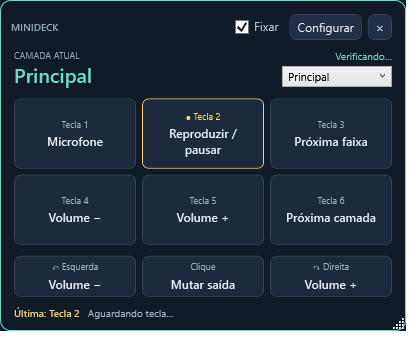 MINIDECK
Fixar
Configurar
×
CAMADA ATUAL
Verificando...
Principal
Principal
Tecla 1
Microfone
● Tecla 2
Reproduzir /
pausar
Tecla 3
Próxima faixa
Tecla 4
Volume −
Tecla 5
Volume +
Tecla 6
Próxima camada
↶ Esquerda
Volume −
Clique
Mutar saída
↷ Direita
Volume +
Última: Tecla 2 Aguardando tecla...